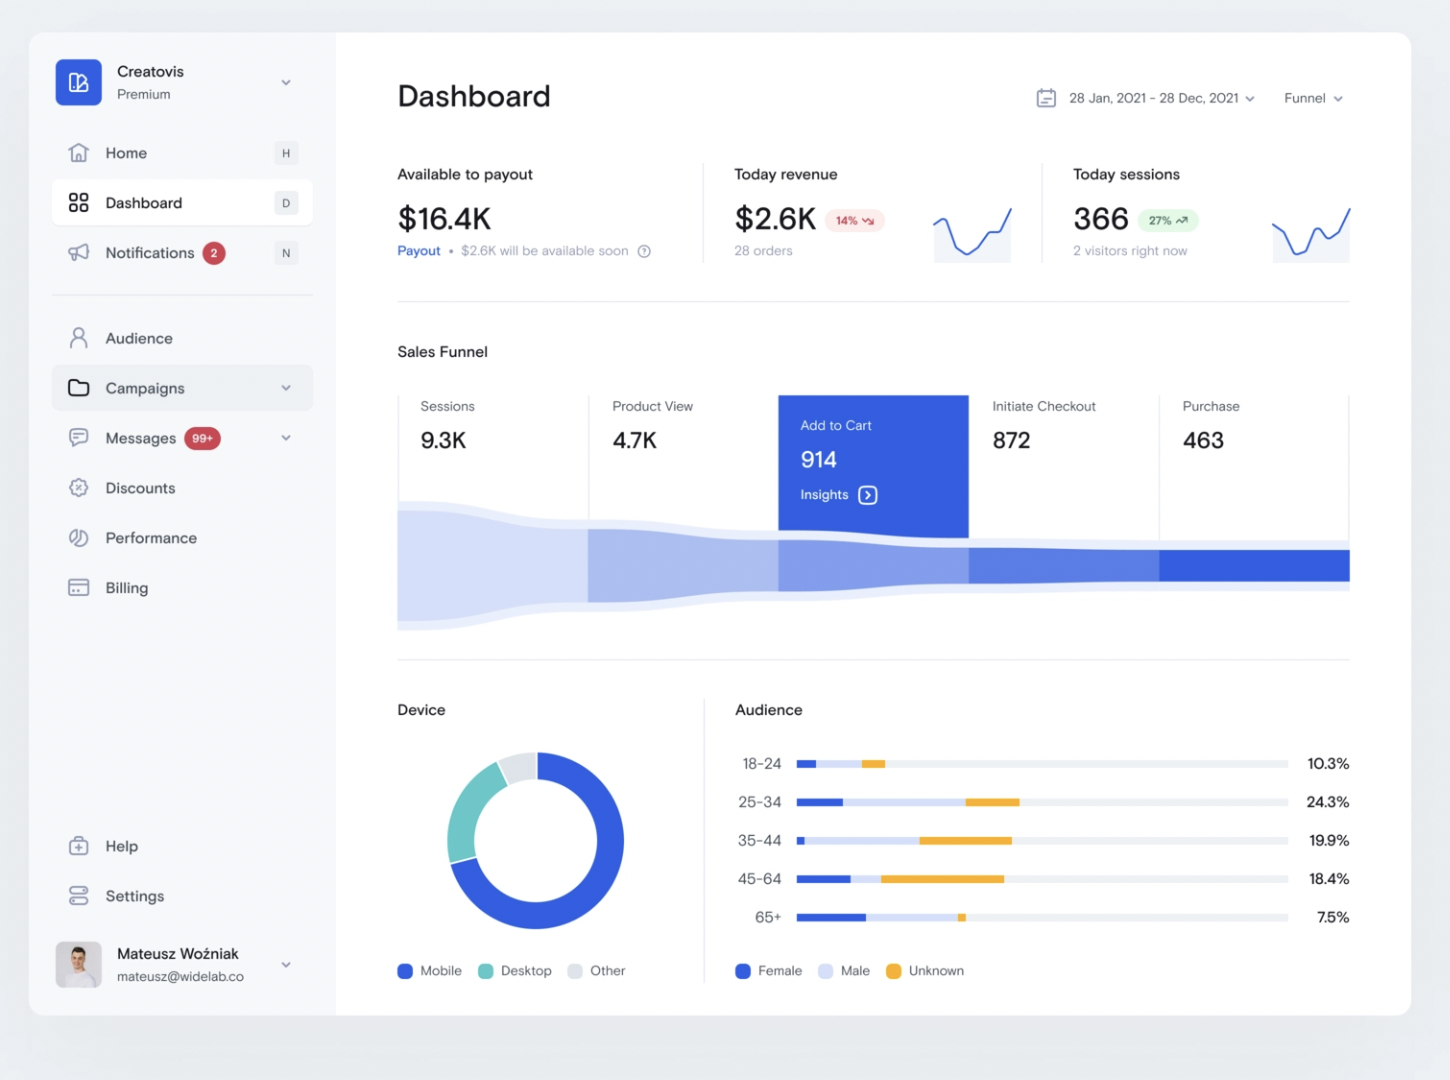 Creatovis
Premium
Home H
Dashboard D
Notifications 2 N
Audience
Campaigns
Messages 99+
Discounts
Performance
Billing
Help
Settings
Mateusz Woźniak
mateusz@widelab.co
Dashboard
28 Jan, 2021 - 28 Dec, 2021
Funnel
Available to payout
$16.4K
Payout • $2.6K will be available soon
Today revenue
$2.6K 14%
28 orders
Today sessions
366 27%
2 visitors right now
Sales Funnel
Sessions
9.3K
Product View
4.7K
Add to Cart
914
Insights
Initiate Checkout
872
Purchase
463
Device
Mobile Desktop Other
Audience
18-24 10.3%
25-34 24.3%
35-44 19.9%
45-64 18.4%
65+ 7.5%
Female Male Unknown